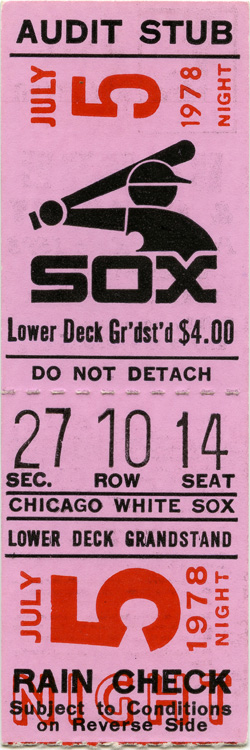 AUDIT STUB
JULY 5 1978 NIGHT
SOX
Lower Deck Gr'dst'd $4.00
DO NOT DETACH
27 10 14
SEC. ROW SEAT
CHICAGO WHITE SOX
LOWER DECK GRANDSTAND
JULY 5 1978 NIGHT
NIGHT
RAIN CHECK
Subject to Conditions
on Reverse Side